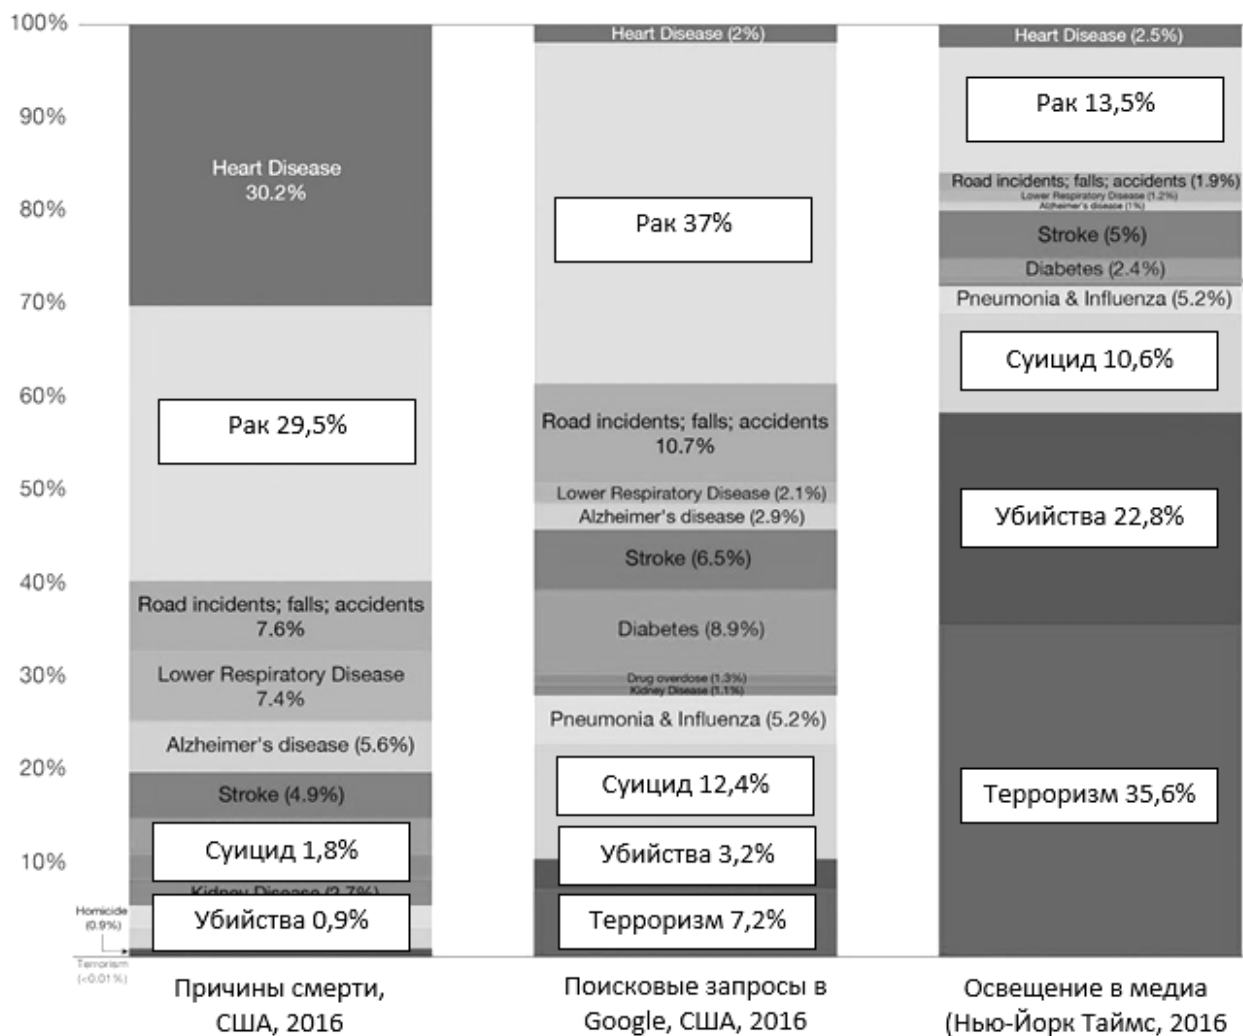 100%
90%
80%
70%
60%
50%
40%
30%
20%
10%
Heart Disease
30.2%
Рак 29,5%
Road incidents; falls; accidents
7.6%
Lower Respiratory Disease
7.4%
Alzheimer's disease (5.6%)
Stroke (4.9%)
Суицид 1,8%
Kidney Disease (2.7%)
Убийства 0,9%
Homicide
(0.9%)
Terrorism
(<0.01%)
Причины смерти,
США, 2016
Heart Disease (2%)
Рак 37%
Road incidents; falls; accidents
10.7%
Lower Respiratory Disease (2.1%)
Alzheimer's disease (2.9%)
Stroke (6.5%)
Diabetes (8.9%)
Drug overdose (1.3%)
Kidney Disease (1.1%)
Pneumonia & Influenza (5.2%)
Суицид 12,4%
Убийства 3,2%
Терроризм 7,2%
Поисковые запросы в
Google, США, 2016
Heart Disease (2.5%)
Рак 13,5%
Road incidents; falls; accidents (1.9%)
Lower Respiratory Disease (1.2%)
Alzheimer's disease (1%)
Stroke (5%)
Diabetes (2.4%)
Pneumonia & Influenza (5.2%)
Суицид 10,6%
Убийства 22,8%
Терроризм 35,6%
Освещение в медиа
(Нью-Йорк Таймс, 2016